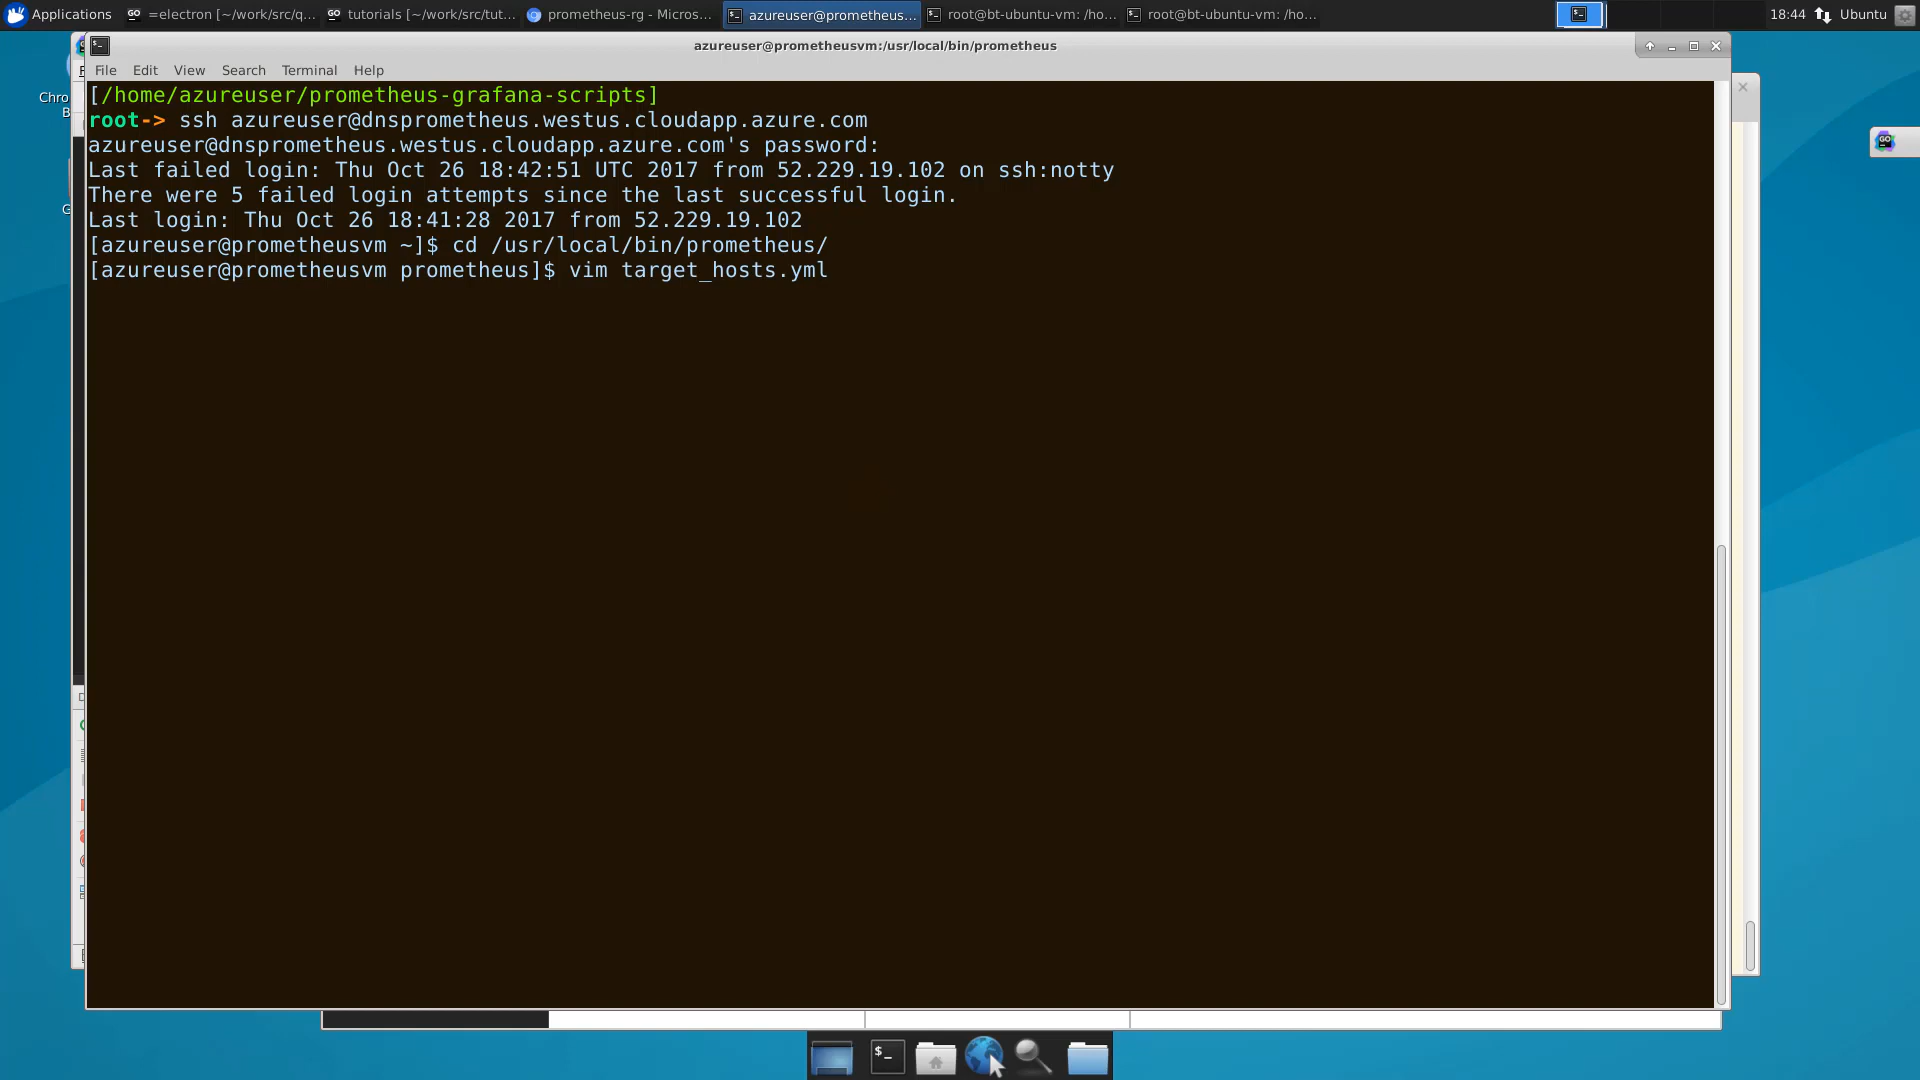 Applications
=electron [~/work/src/q...
tutorials [~/work/src/tut...
prometheus-rg - Micros...
azureuser@prometheus...
root@bt-ubuntu-vm: /ho...
root@bt-ubuntu-vm: /ho...
18:44
Ubuntu
azureuser@prometheusvm:/usr/local/bin/prometheus
File Edit View Search Terminal Help
Chro
B
G
[/home/azureuser/prometheus-grafana-scripts]
root-> ssh azureuser@dnsprometheus.westus.cloudapp.azure.com
azureuser@dnsprometheus.westus.cloudapp.azure.com's password:
Last failed login: Thu Oct 26 18:42:51 UTC 2017 from 52.229.19.102 on ssh:notty
There were 5 failed login attempts since the last successful login.
Last login: Thu Oct 26 18:41:28 2017 from 52.229.19.102
[azureuser@prometheusvm ~]$ cd /usr/local/bin/prometheus/
[azureuser@prometheusvm prometheus]$ vim target_hosts.yml